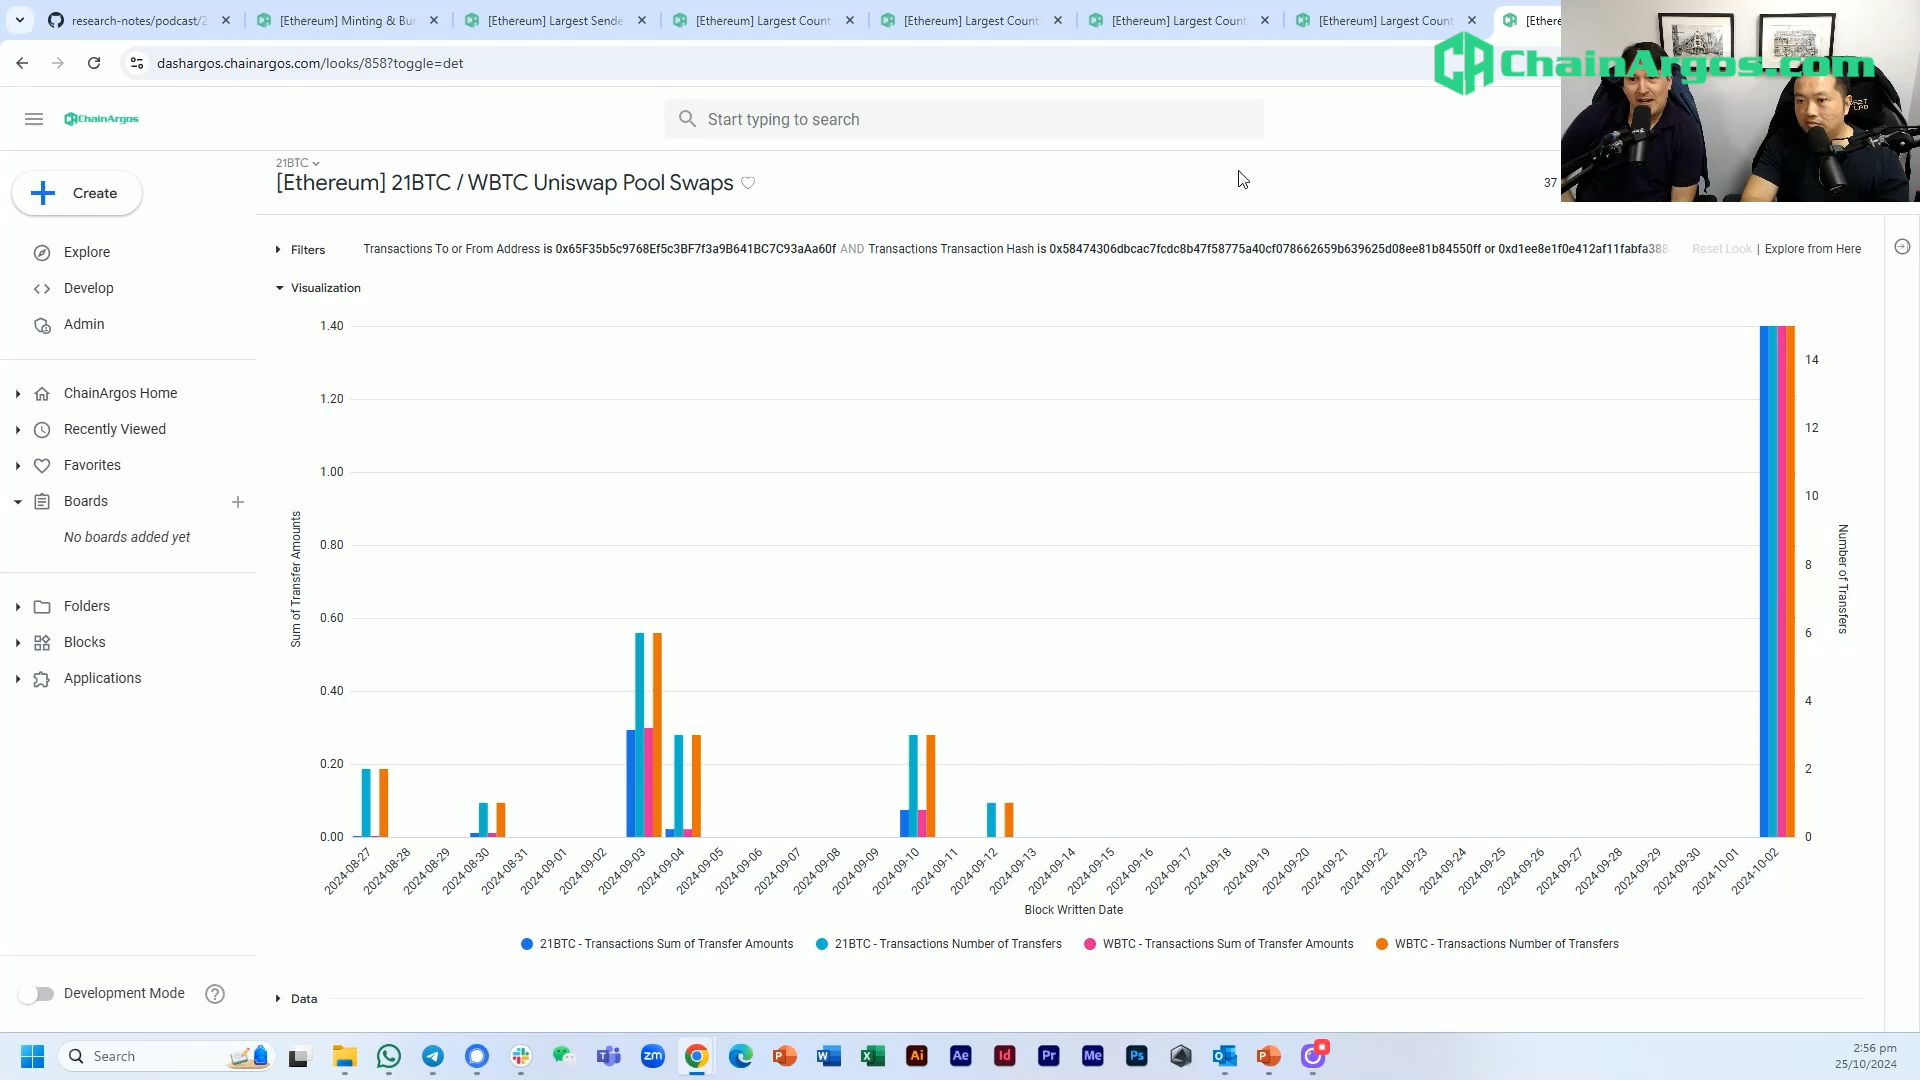 research-notes/podcast/2
[Ethereum] Minting & Bur
[Ethereum] Largest Sende
[Ethereum] Largest Count
[Ethereum] Largest Count
[Ethereum] Largest Count
[Ethereum] Largest Count
[Ethere
dashargos.chainargos.com/looks/858?toggle=det
ChainArgos.com
ChainArgos
Start typing to search
21BTC
[Ethereum] 21BTC / WBTC Uniswap Pool Swaps
37
Create
Explore
Develop
Admin
ChainArgos Home
Recently Viewed
Favorites
Boards
No boards added yet
Folders
Blocks
Applications
Development Mode
Filters
Transactions To or From Address is 0x65F35b5c9768Ef5c3BF7f3a9B641BC7C93aAa60f AND Transactions Transaction Hash is 0x58474306dbcac7fcdc8b47f58775a40cf078662659b639625d08ee81b84550ff or 0xd1ee8e1f0e412af11fabfa388
Reset Look | Explore from Here
Visualization
1.40
1.20
1.00
0.80
0.60
0.40
0.20
0.00
Sum of Transfer Amounts
14
12
10
8
6
4
2
0
Number of Transfers
2024-08-27
2024-08-28
2024-08-29
2024-08-30
2024-08-31
2024-09-01
2024-09-02
2024-09-03
2024-09-04
2024-09-05
2024-09-06
2024-09-07
2024-09-08
2024-09-09
2024-09-10
2024-09-11
2024-09-12
2024-09-13
2024-09-14
2024-09-15
2024-09-16
2024-09-17
2024-09-18
2024-09-19
2024-09-20
2024-09-21
2024-09-22
2024-09-23
2024-09-24
2024-09-25
2024-09-26
2024-09-27
2024-09-28
2024-09-29
2024-09-30
2024-10-01
2024-10-02
Block Written Date
21BTC - Transactions Sum of Transfer Amounts
21BTC - Transactions Number of Transfers
WBTC - Transactions Sum of Transfer Amounts
WBTC - Transactions Number of Transfers
Data
Search
zm
Ai
Ae
Id
Pr
Me
Ps
2:56 pm
25/10/2024